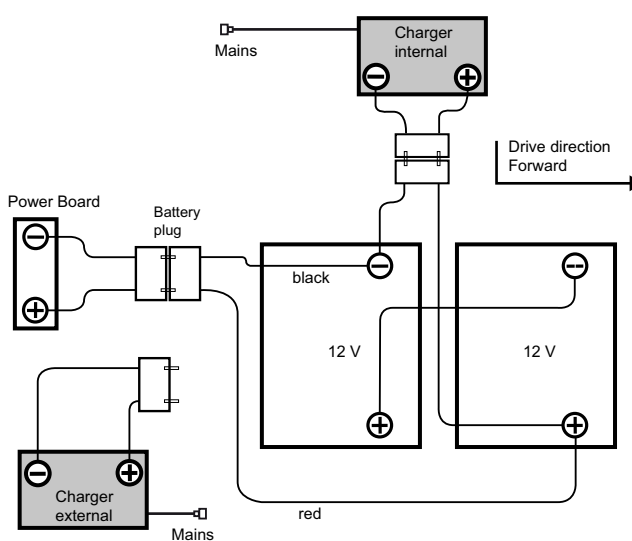 Charger
internal
Mains
Drive direction
Forward
Power Board
Battery
plug
black
12 V
12 V
Charger
external
red
Mains